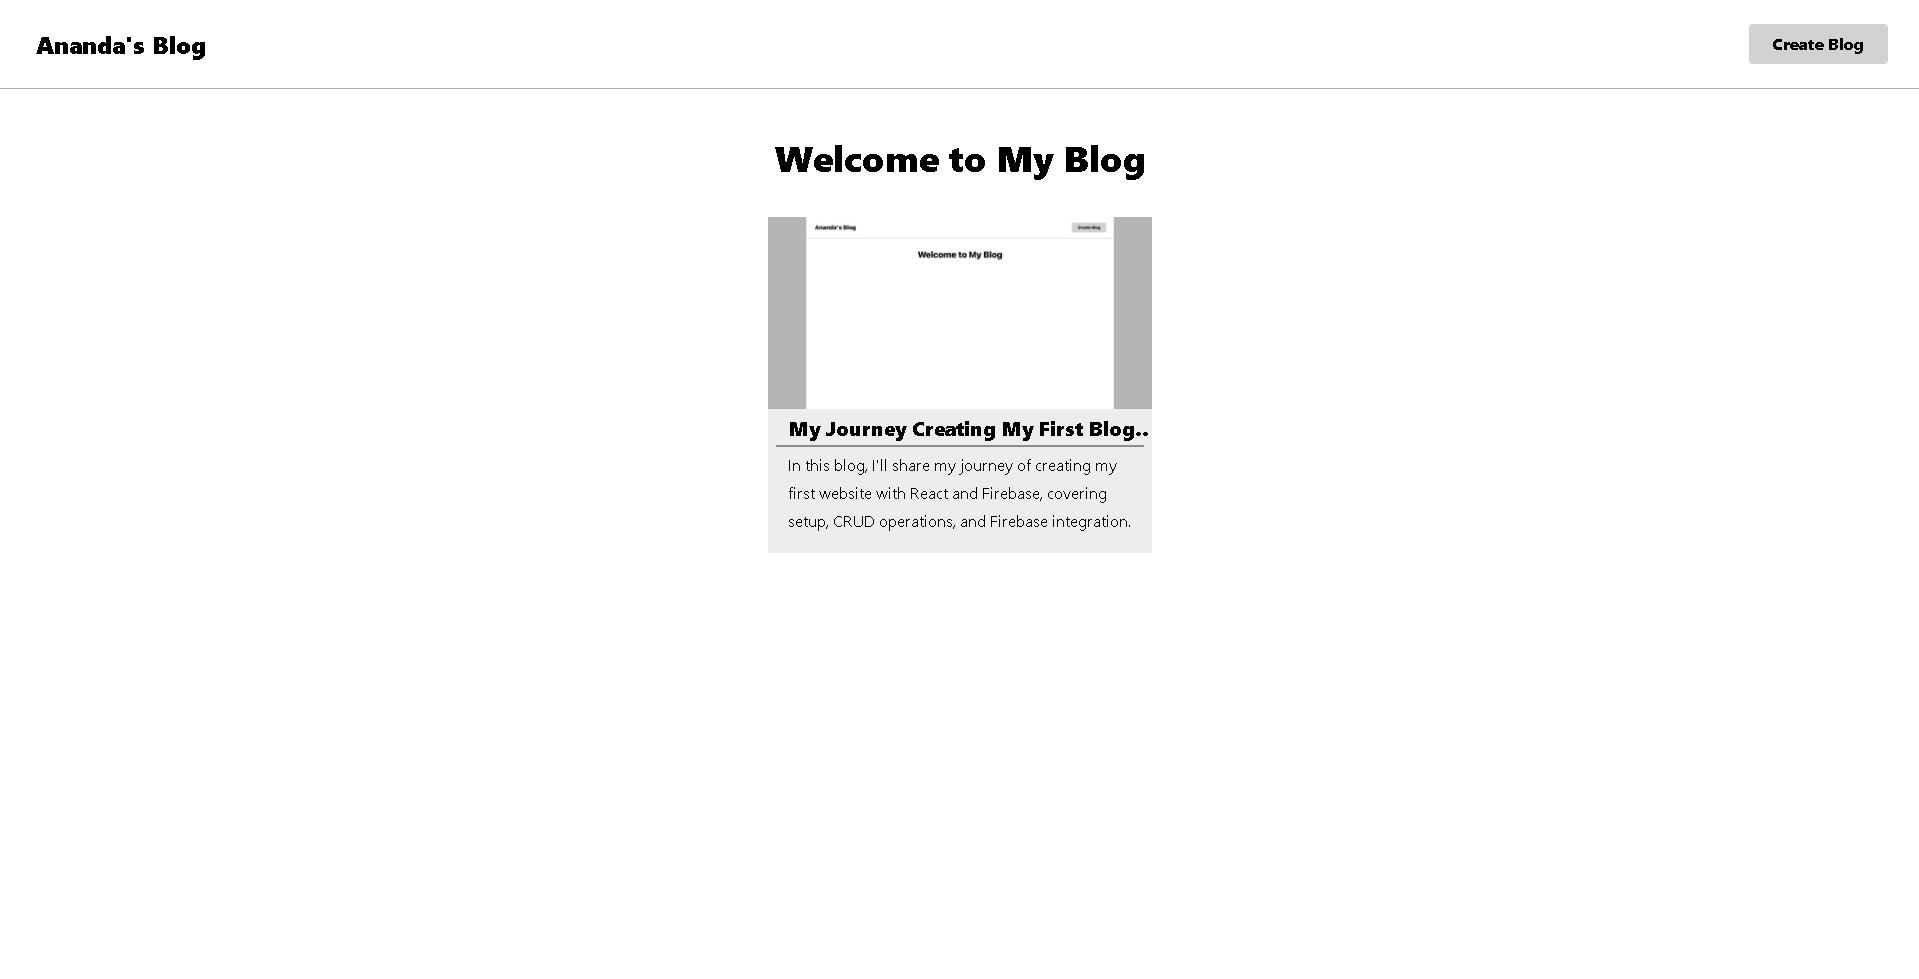 Ananda's Blog
Create Blog
Welcome to My Blog
Ananda's Blog
Create Blog
Welcome to My Blog
My Journey Creating My First Blog..
In this blog, I'll share my journey of creating my
first website with React and Firebase, covering
setup, CRUD operations, and Firebase integration.